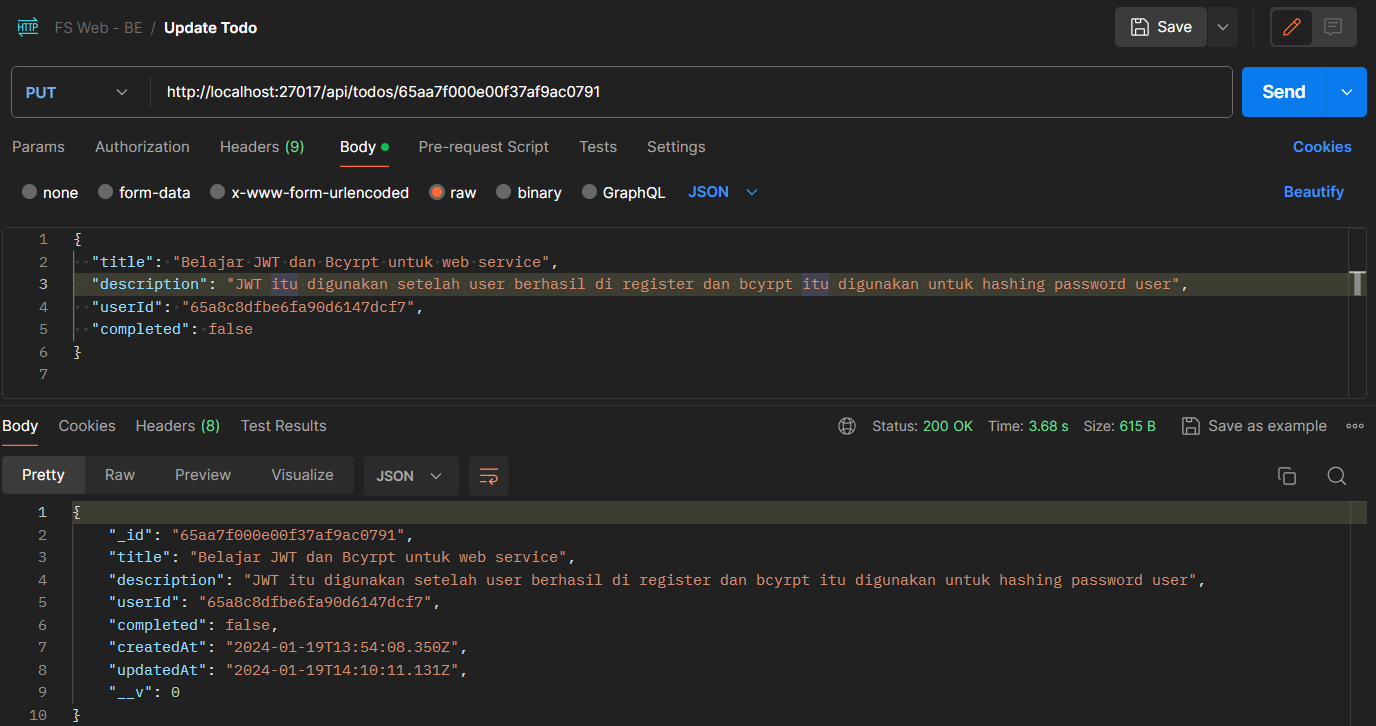 HTTP FS Web - BE / Update Todo Save
PUT http://localhost:27017/api/todos/65aa7f000e00f37af9ac0791 Send
Params Authorization Headers (9) Body Pre-request Script Tests Settings Cookies
none form-data x-www-form-urlencoded raw binary GraphQL JSON Beautify
1 {
2 "title": "Belajar JWT dan Bcyrpt untuk web service",
3 "description": "JWT itu digunakan setelah user berhasil di register dan bcyrpt itu digunakan untuk hashing password user",
4 "userId": "65a8c8dfbe6fa90d6147dcf7",
5 "completed": false
6 }
7
Body Cookies Headers (8) Test Results Status: 200 OK Time: 3.68 s Size: 615 B Save as example
Pretty Raw Preview Visualize JSON
1 {
2 "_id": "65aa7f000e00f37af9ac0791",
3 "title": "Belajar JWT dan Bcyrpt untuk web service",
4 "description": "JWT itu digunakan setelah user berhasil di register dan bcyrpt itu digunakan untuk hashing password user",
5 "userId": "65a8c8dfbe6fa90d6147dcf7",
6 "completed": false,
7 "createdAt": "2024-01-19T13:54:08.350Z",
8 "updatedAt": "2024-01-19T14:10:11.131Z",
9 "__v": 0
10 }